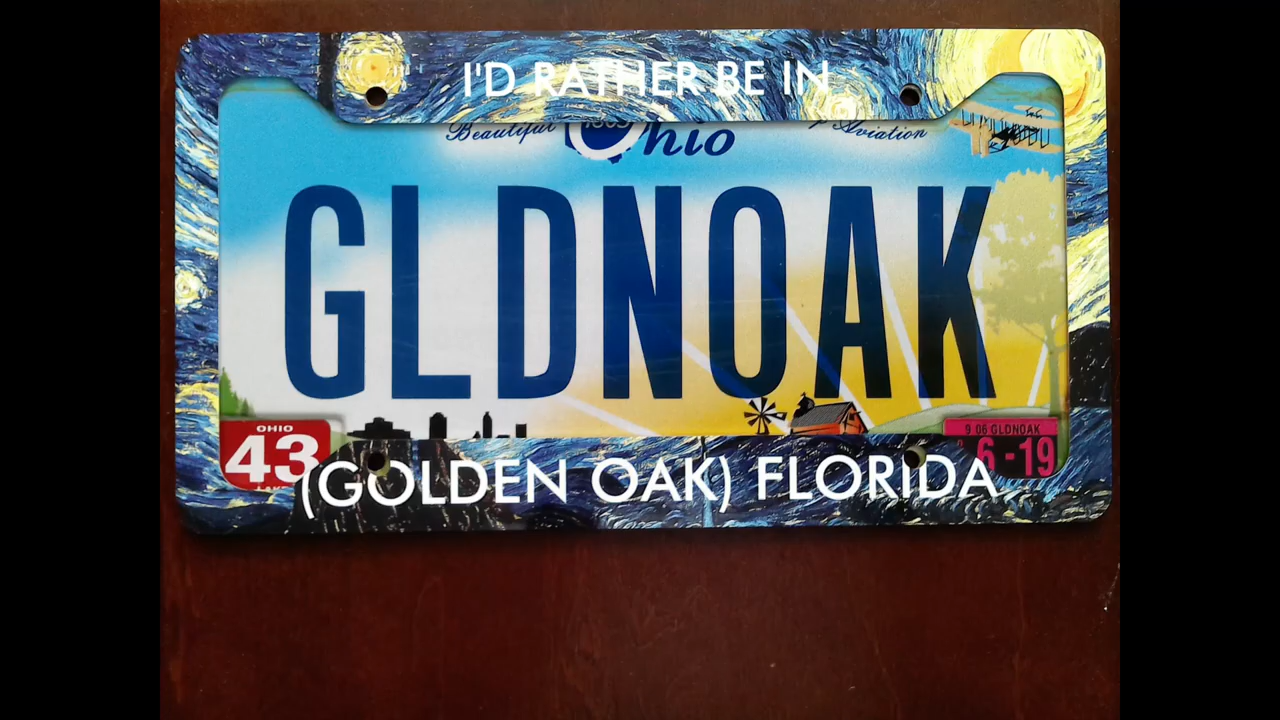 I'D RATHER BE IN
Beautiful Ohio Aviation
GLDNOAK
OHIO
43
9 06 GLDNOAK
6-19
(GOLDEN OAK) FLORIDA